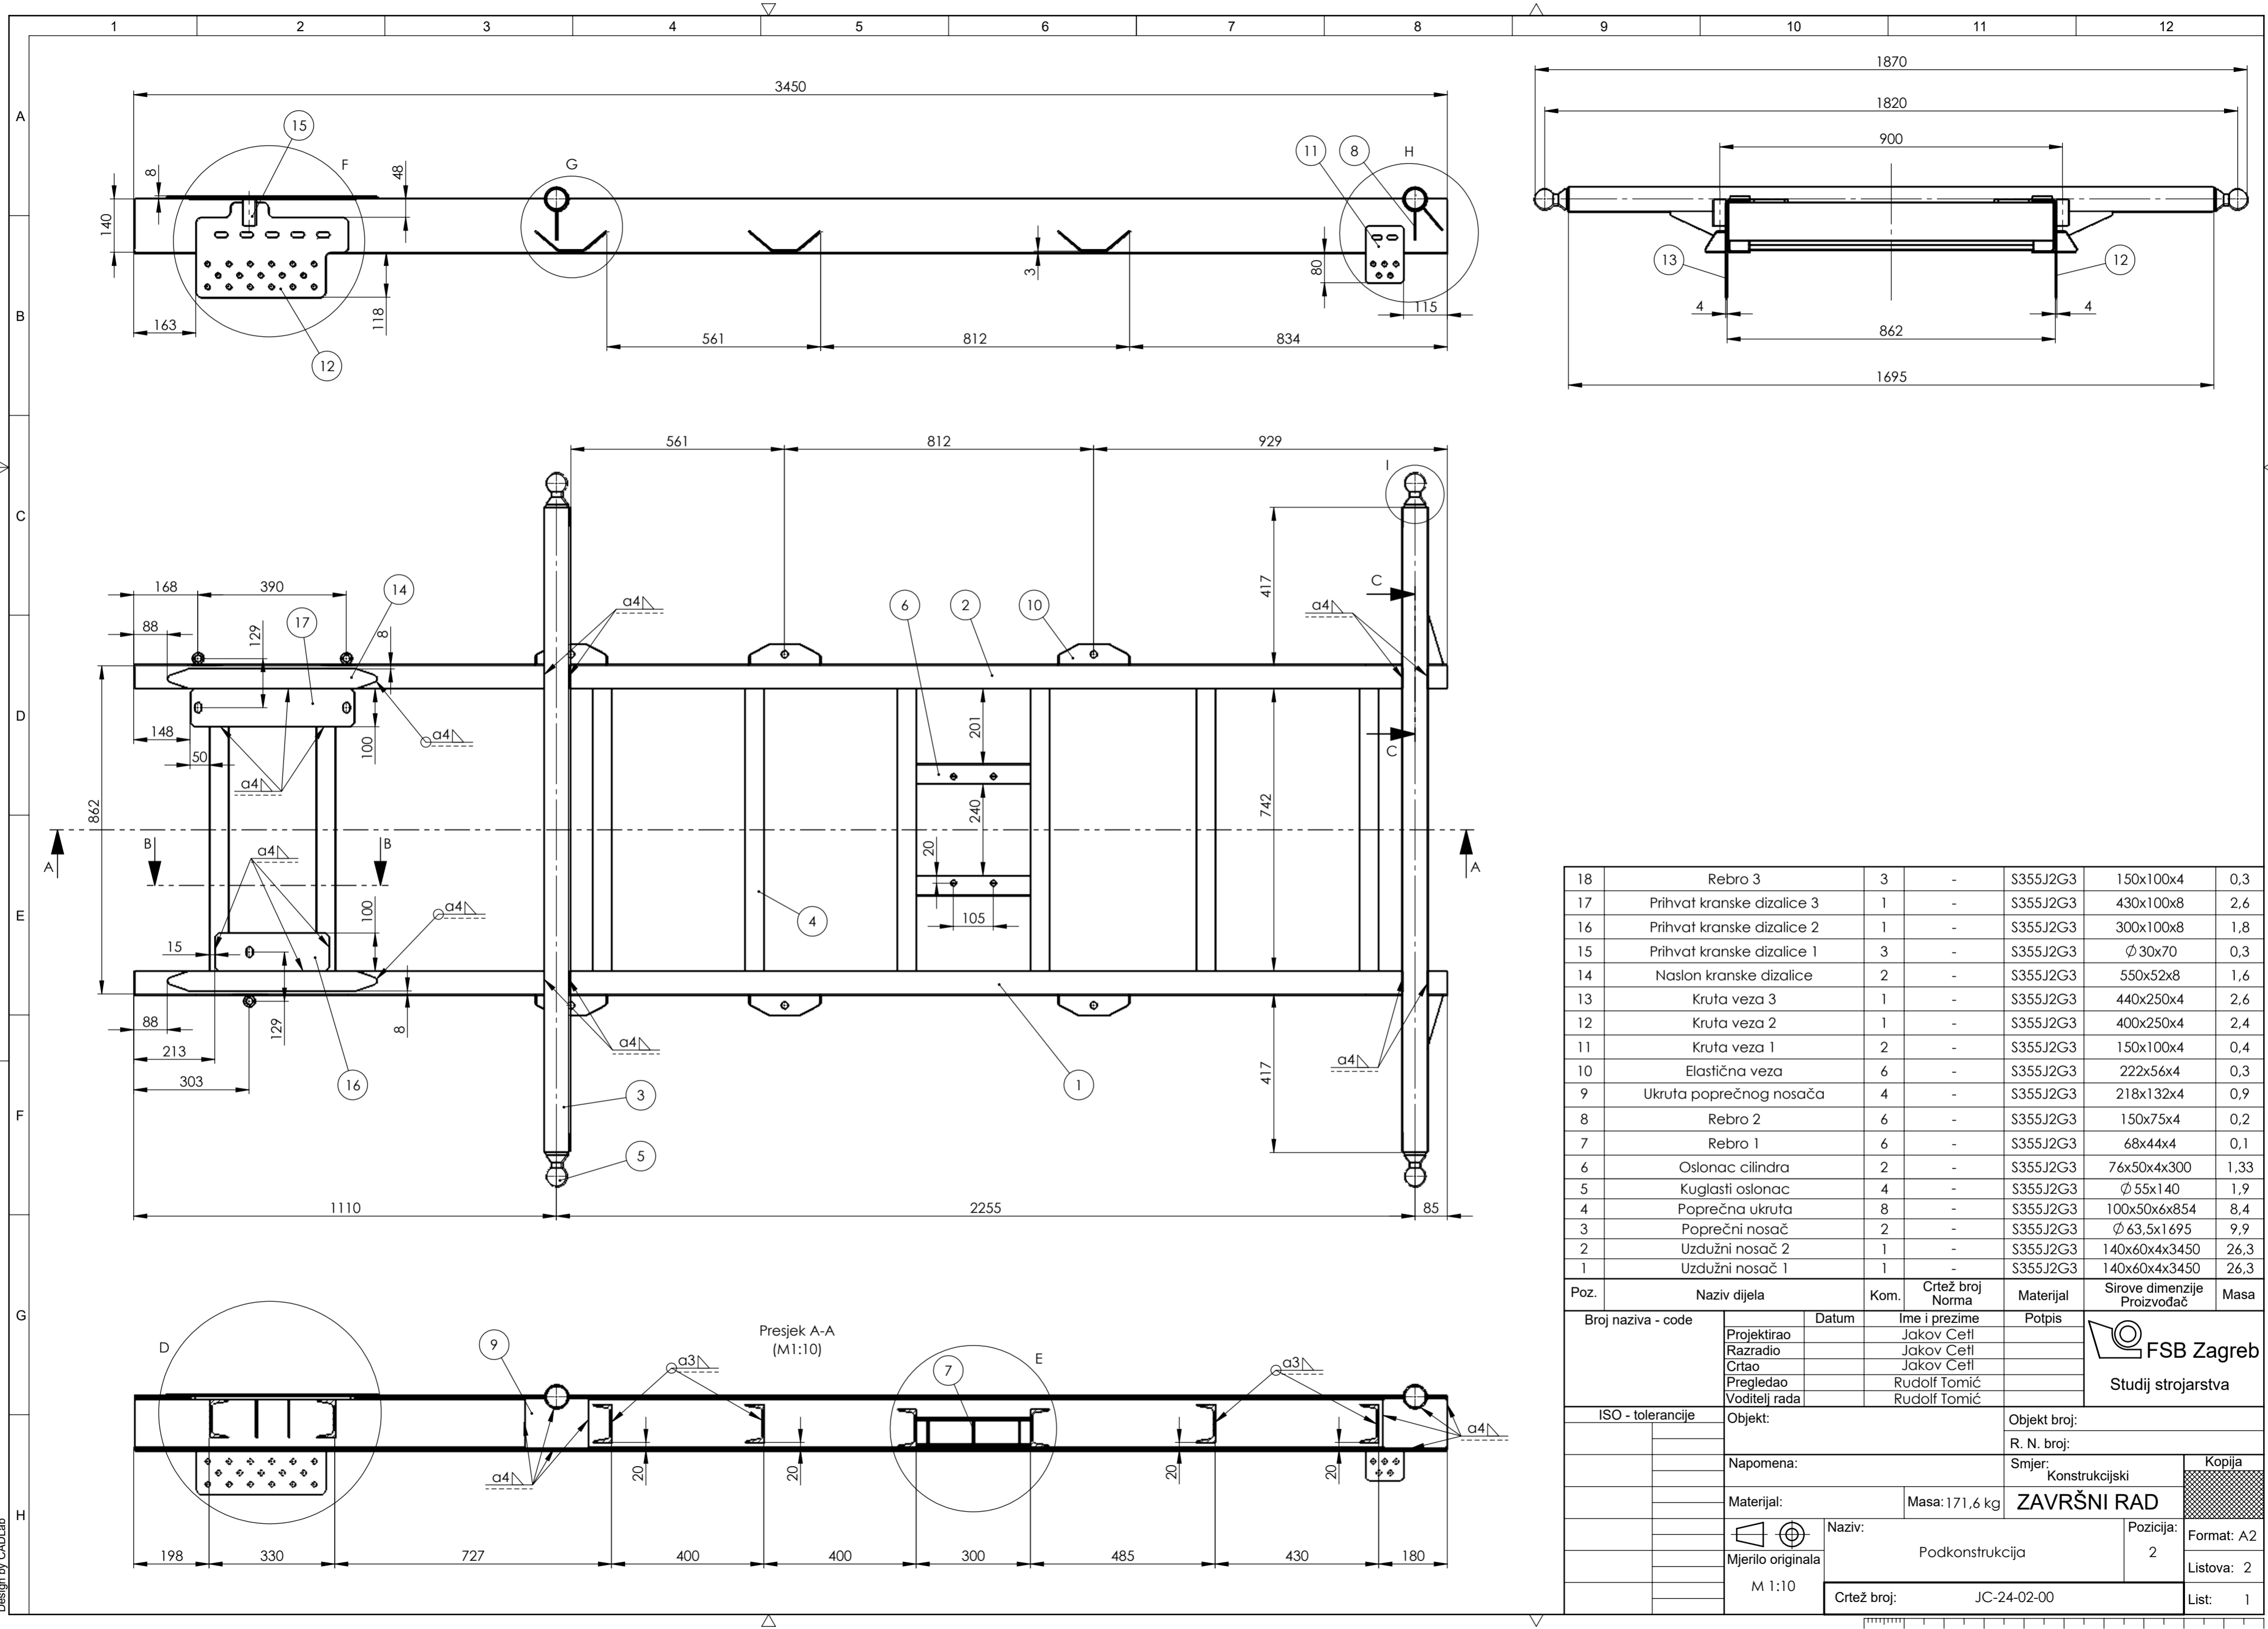 1 2 3 4 5 6 7 8 9 10 11 12
A
B
C
D
E
F
G
H
3450
15
F
G
11
8
H
8
48
140
163
118
12
3
80
115
561
812
834
1870
1820
900
13
12
4
4
862
1695
561
812
929
I
168
390
14
88
129
17
8
a4
6
2
10
417
a4
C
C
148
50
100
a4
a4
201
240
742
862
A
B
B
a4
20
A
15
100
a4
4
105
88
213
129
8
303
16
a4
417
a4
3
1
5
1110
2255
85
Presjek A-A
(M1:10)
D
9
a3
7
E
a3
a4
a4
20
20
20
20
198
330
727
400
400
300
485
430
180
18 Rebro 3 3 - S355J2G3 150x100x4 0,3
17 Prihvat kranske dizalice 3 1 - S355J2G3 430x100x8 2,6
16 Prihvat kranske dizalice 2 1 - S355J2G3 300x100x8 1,8
15 Prihvat kranske dizalice 1 3 - S355J2G3 ∅30x70 0,3
14 Naslon kranske dizalice 2 - S355J2G3 550x52x8 1,6
13 Kruta veza 3 1 - S355J2G3 440x250x4 2,6
12 Kruta veza 2 1 - S355J2G3 400x250x4 2,4
11 Kruta veza 1 2 - S355J2G3 150x100x4 0,4
10 Elastična veza 6 - S355J2G3 222x56x4 0,3
9 Ukruta poprečnog nosača 4 - S355J2G3 218x132x4 0,9
8 Rebro 2 6 - S355J2G3 150x75x4 0,2
7 Rebro 1 6 - S355J2G3 68x44x4 0,1
6 Oslonac cilindra 2 - S355J2G3 76x50x4x300 1,33
5 Kuglasti oslonac 4 - S355J2G3 ∅55x140 1,9
4 Poprečna ukruta 8 - S355J2G3 100x50x6x854 8,4
3 Poprečni nosač 2 - S355J2G3 ∅63,5x1695 9,9
2 Uzdužni nosač 2 1 - S355J2G3 140x60x4x3450 26,3
1 Uzdužni nosač 1 1 - S355J2G3 140x60x4x3450 26,3
Poz. Naziv dijela Kom. Crtež broj Norma Materijal Sirove dimenzije Proizvođač Masa
Broj naziva - code Datum Ime i prezime Potpis
Projektirao Jakov Cetl
Razradio Jakov Cetl
Crtao Jakov Cetl
Pregledao Rudolf Tomić
Voditelj rada Rudolf Tomić
FSB Zagreb
Studij strojarstva
ISO - tolerancije
Objekt:
Objekt broj:
R. N. broj:
Napomena:
Smjer:
Konstrukcijski
Kopija
Materijal:
Masa: 171,6 kg
ZAVRŠNI RAD
Naziv:
Podkonstrukcija
Pozicija:
2
Format: A2
Mjerilo originala
M 1:10
Listova: 2
Crtež broj: JC-24-02-00
List: 1
Design by CADLab